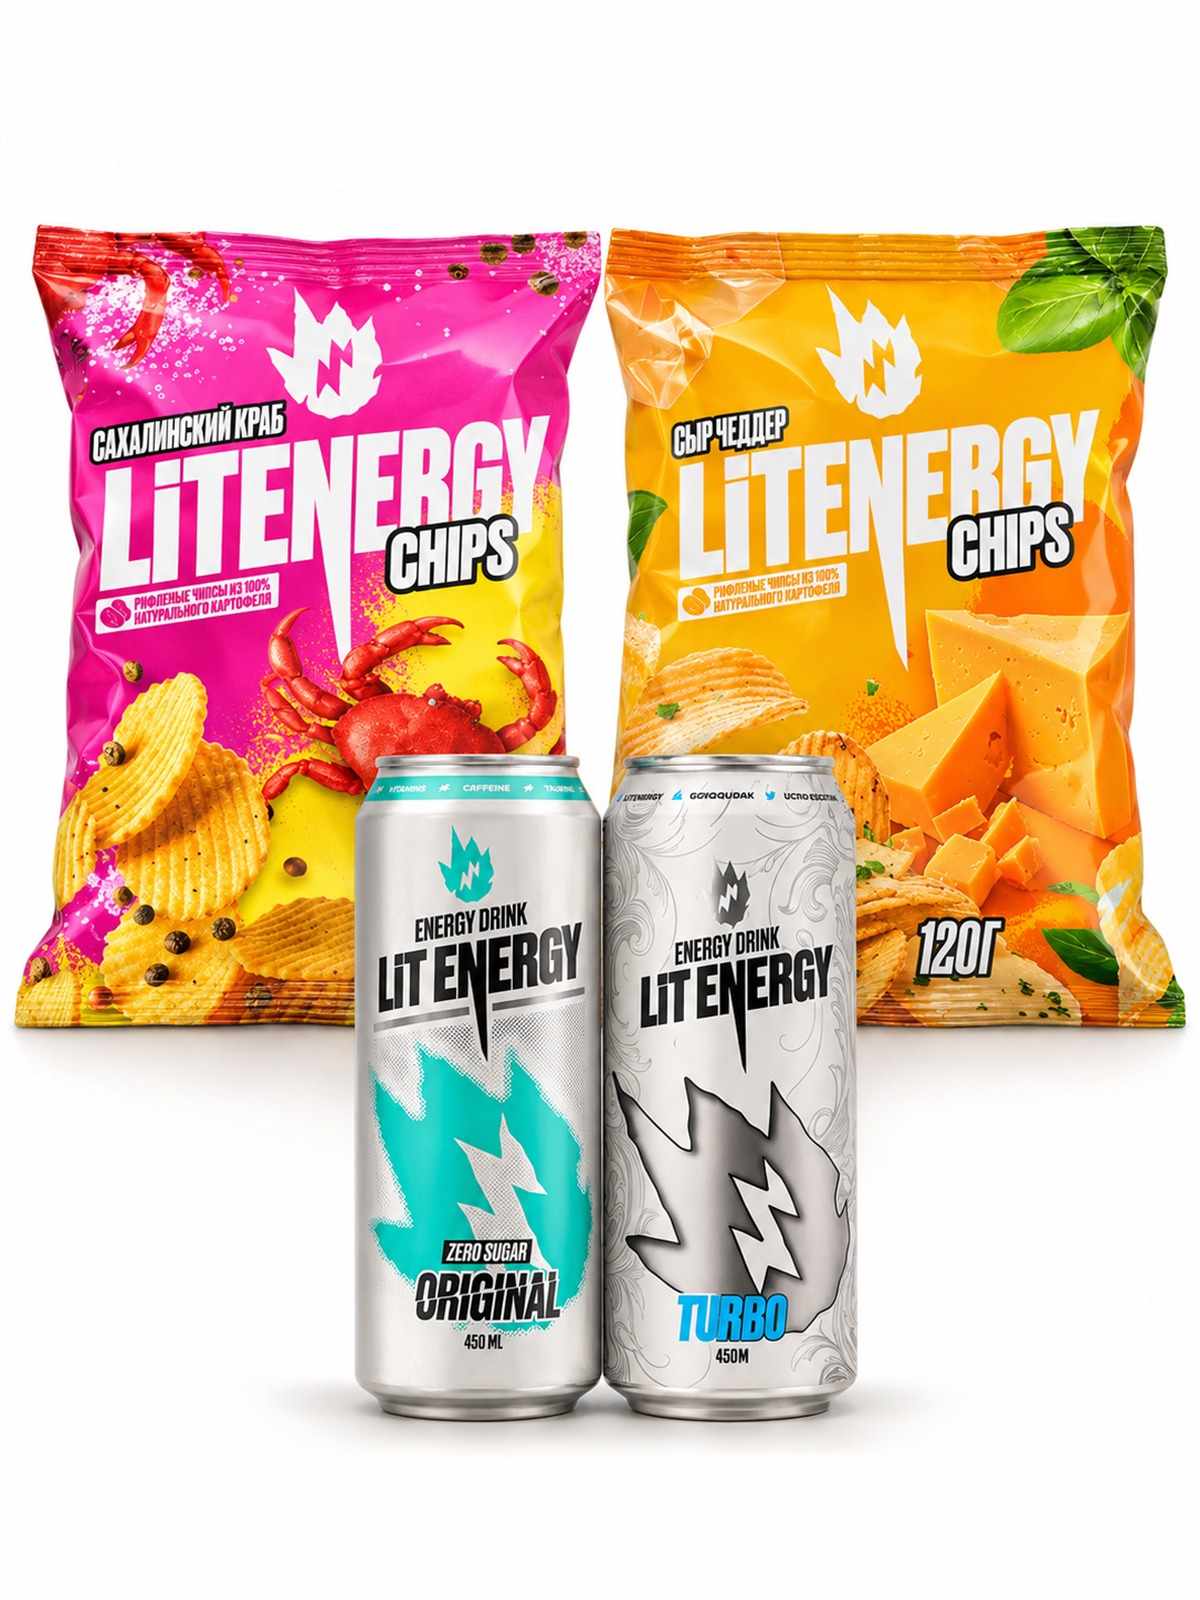 САХАЛИНСКИЙ КРАБ
LiTENERGY
CHIPS
РИФЛЕНЫЕ ЧИПСЫ ИЗ 100%
НАТУРАЛЬНОГО КАРТОФЕЛЯ
СЫР ЧЕДДЕР
LiTENERGY
CHIPS
РИФЛЕНЫЕ ЧИПСЫ ИЗ 100%
НАТУРАЛЬНОГО КАРТОФЕЛЯ
120Г
VITAMINS CAFFEINE TAURINE
ENERGY DRINK
LiT ENERGY
ZERO SUGAR
ORIGINAL
450 ML
LITENERGY
ENERGY DRINK
LiT ENERGY
TURBO
450M